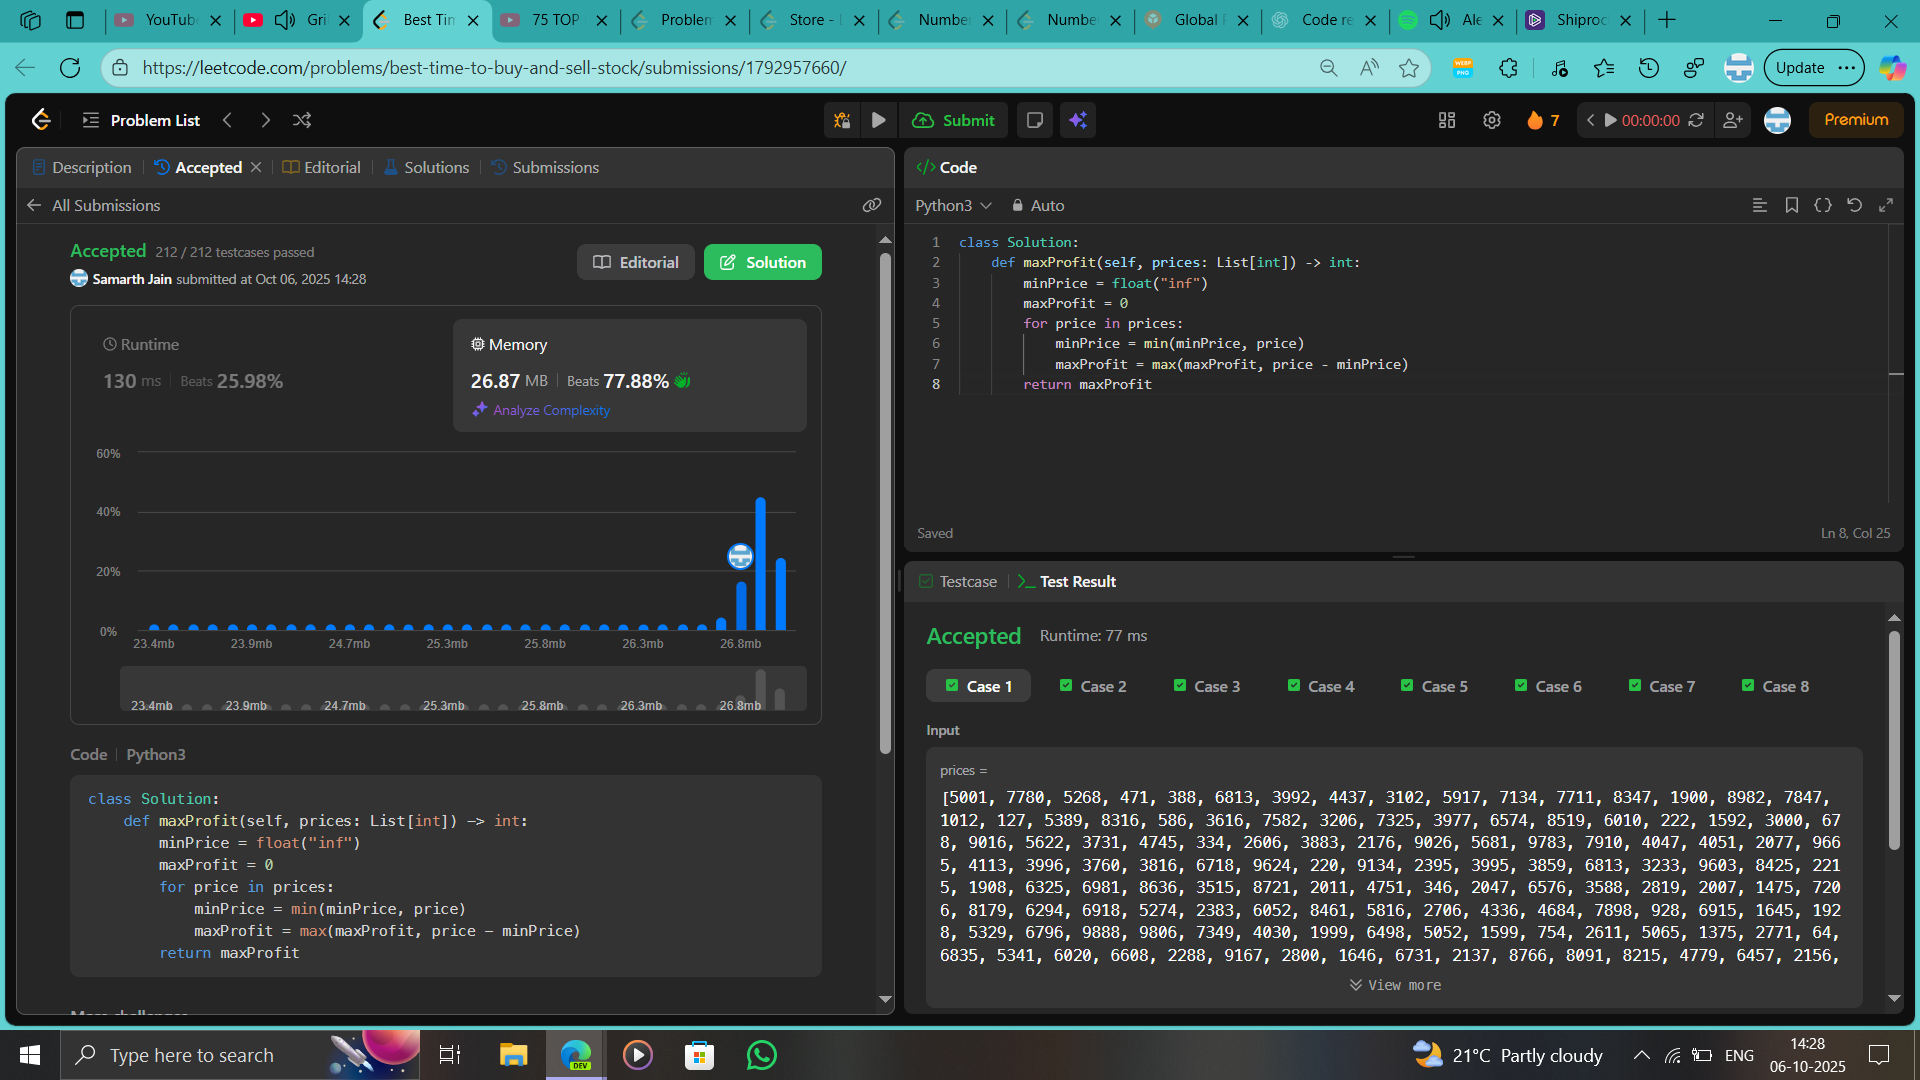 YouTube
Gri
Best Tin
75 TOP
Problem
Store -
Number
Number
Global
Code re
Ale
Shiproc
https://leetcode.com/problems/best-time-to-buy-and-sell-stock/submissions/1792957660/
Update
Problem List
Submit
7
00:00:00
Premium
Description
Accepted
Editorial
Solutions
Submissions
All Submissions
Accepted 212 / 212 testcases passed
Samarth Jain submitted at Oct 06, 2025 14:28
Editorial
Solution
Runtime
130 ms Beats 25.98%
Memory
26.87 MB Beats 77.88%
Analyze Complexity
60%
40%
20%
0%
23.4mb 23.9mb 24.7mb 25.3mb 25.8mb 26.3mb 26.8mb
23.4mb 23.9mb 24.7mb 25.3mb 25.8mb 26.3mb 26.8mb
Code Python3
class Solution:
def maxProfit(self, prices: List[int]) -> int:
minPrice = float("inf")
maxProfit = 0
for price in prices:
minPrice = min(minPrice, price)
maxProfit = max(maxProfit, price - minPrice)
return maxProfit
More challenges
</> Code
Python3 Auto
1 class Solution:
2 def maxProfit(self, prices: List[int]) -> int:
3 minPrice = float("inf")
4 maxProfit = 0
5 for price in prices:
6 minPrice = min(minPrice, price)
7 maxProfit = max(maxProfit, price - minPrice)
8 return maxProfit
Saved
Ln 8, Col 25
Testcase
Test Result
Accepted Runtime: 77 ms
Case 1 Case 2 Case 3 Case 4 Case 5 Case 6 Case 7 Case 8
Input
prices =
[5001, 7780, 5268, 471, 388, 6813, 3992, 4437, 3102, 5917, 7134, 7711, 8347, 1900, 8982, 7847,
1012, 127, 5389, 8316, 586, 3616, 7582, 3206, 7325, 3977, 6574, 8519, 6010, 222, 1592, 3000, 67
8, 9016, 5622, 3731, 4745, 334, 2606, 3883, 2176, 9026, 5681, 9783, 7910, 4047, 4051, 2077, 966
5, 4113, 3996, 3760, 3816, 6718, 9624, 220, 9134, 2395, 3995, 3859, 6813, 3233, 9603, 8425, 221
5, 1908, 6325, 6981, 8636, 3515, 8721, 2011, 4751, 346, 2047, 6576, 3588, 2819, 2007, 1475, 720
6, 8179, 6294, 6918, 5274, 2383, 6052, 8461, 5816, 2706, 4336, 4684, 7898, 928, 6915, 1645, 192
8, 5329, 6796, 9888, 9806, 7349, 4030, 1999, 6498, 5052, 1599, 754, 2611, 5065, 1375, 2771, 64,
6835, 5341, 6020, 6608, 2288, 9167, 2800, 1646, 6731, 2137, 8766, 8091, 8215, 4779, 6457, 2156,
View more
Type here to search
DEV
21°C Partly cloudy
ENG
14:28
06-10-2025